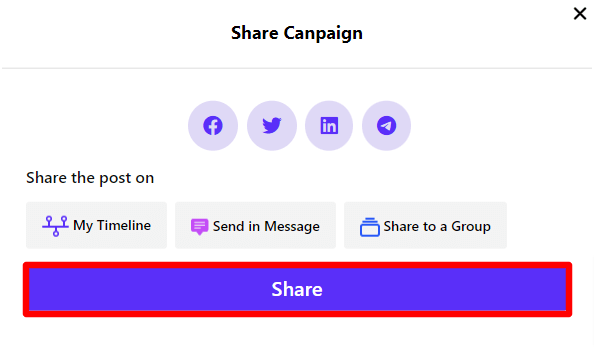 Share Canpaign
Share the post on
My Timeline Send in Message Share to a Group
Share